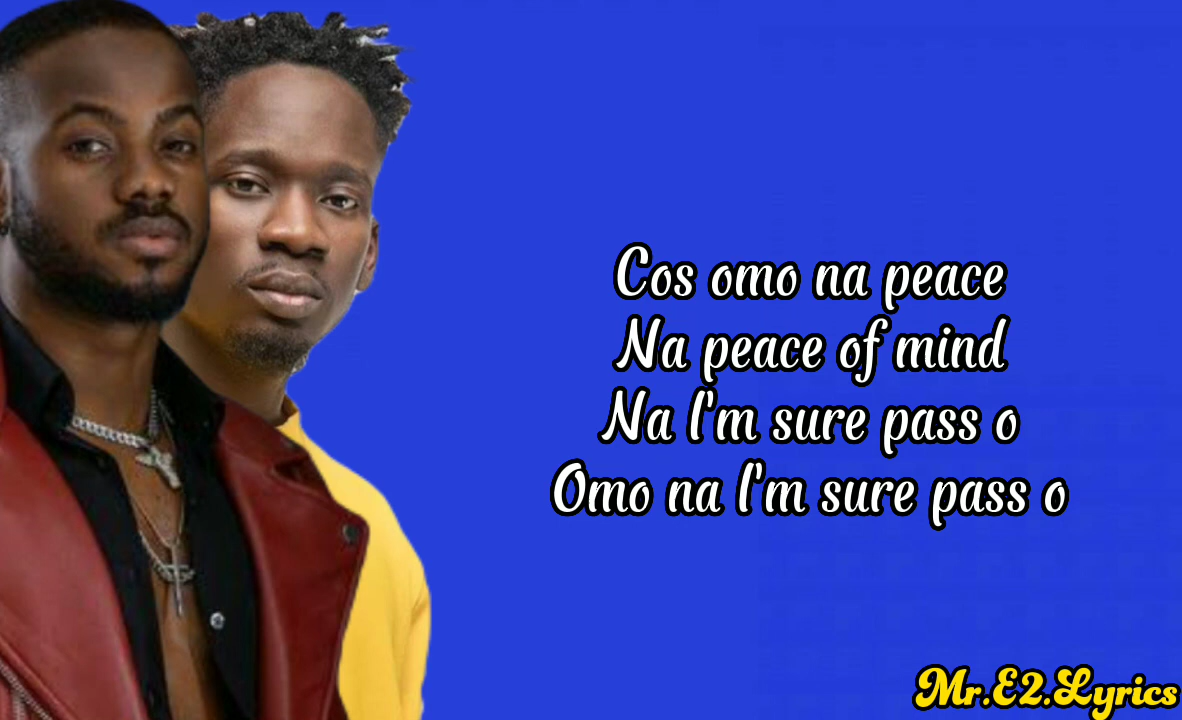 Cos omo na peace
Na peace of mind
Na I'm sure pass o
Omo na I'm sure pass o
Mr.E2.Lyrics